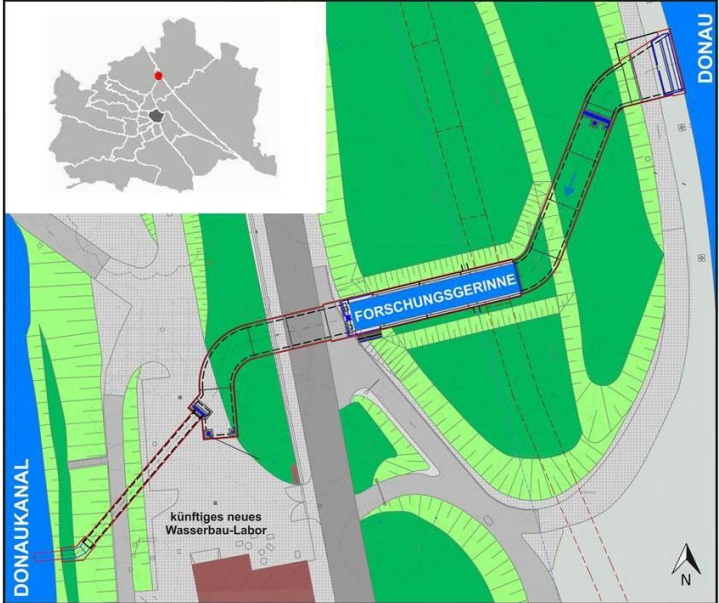 DONAU
FORSCHUNGSGERINNE
DONAUKANAL
künftiges neues
Wasserbau-Labor
N